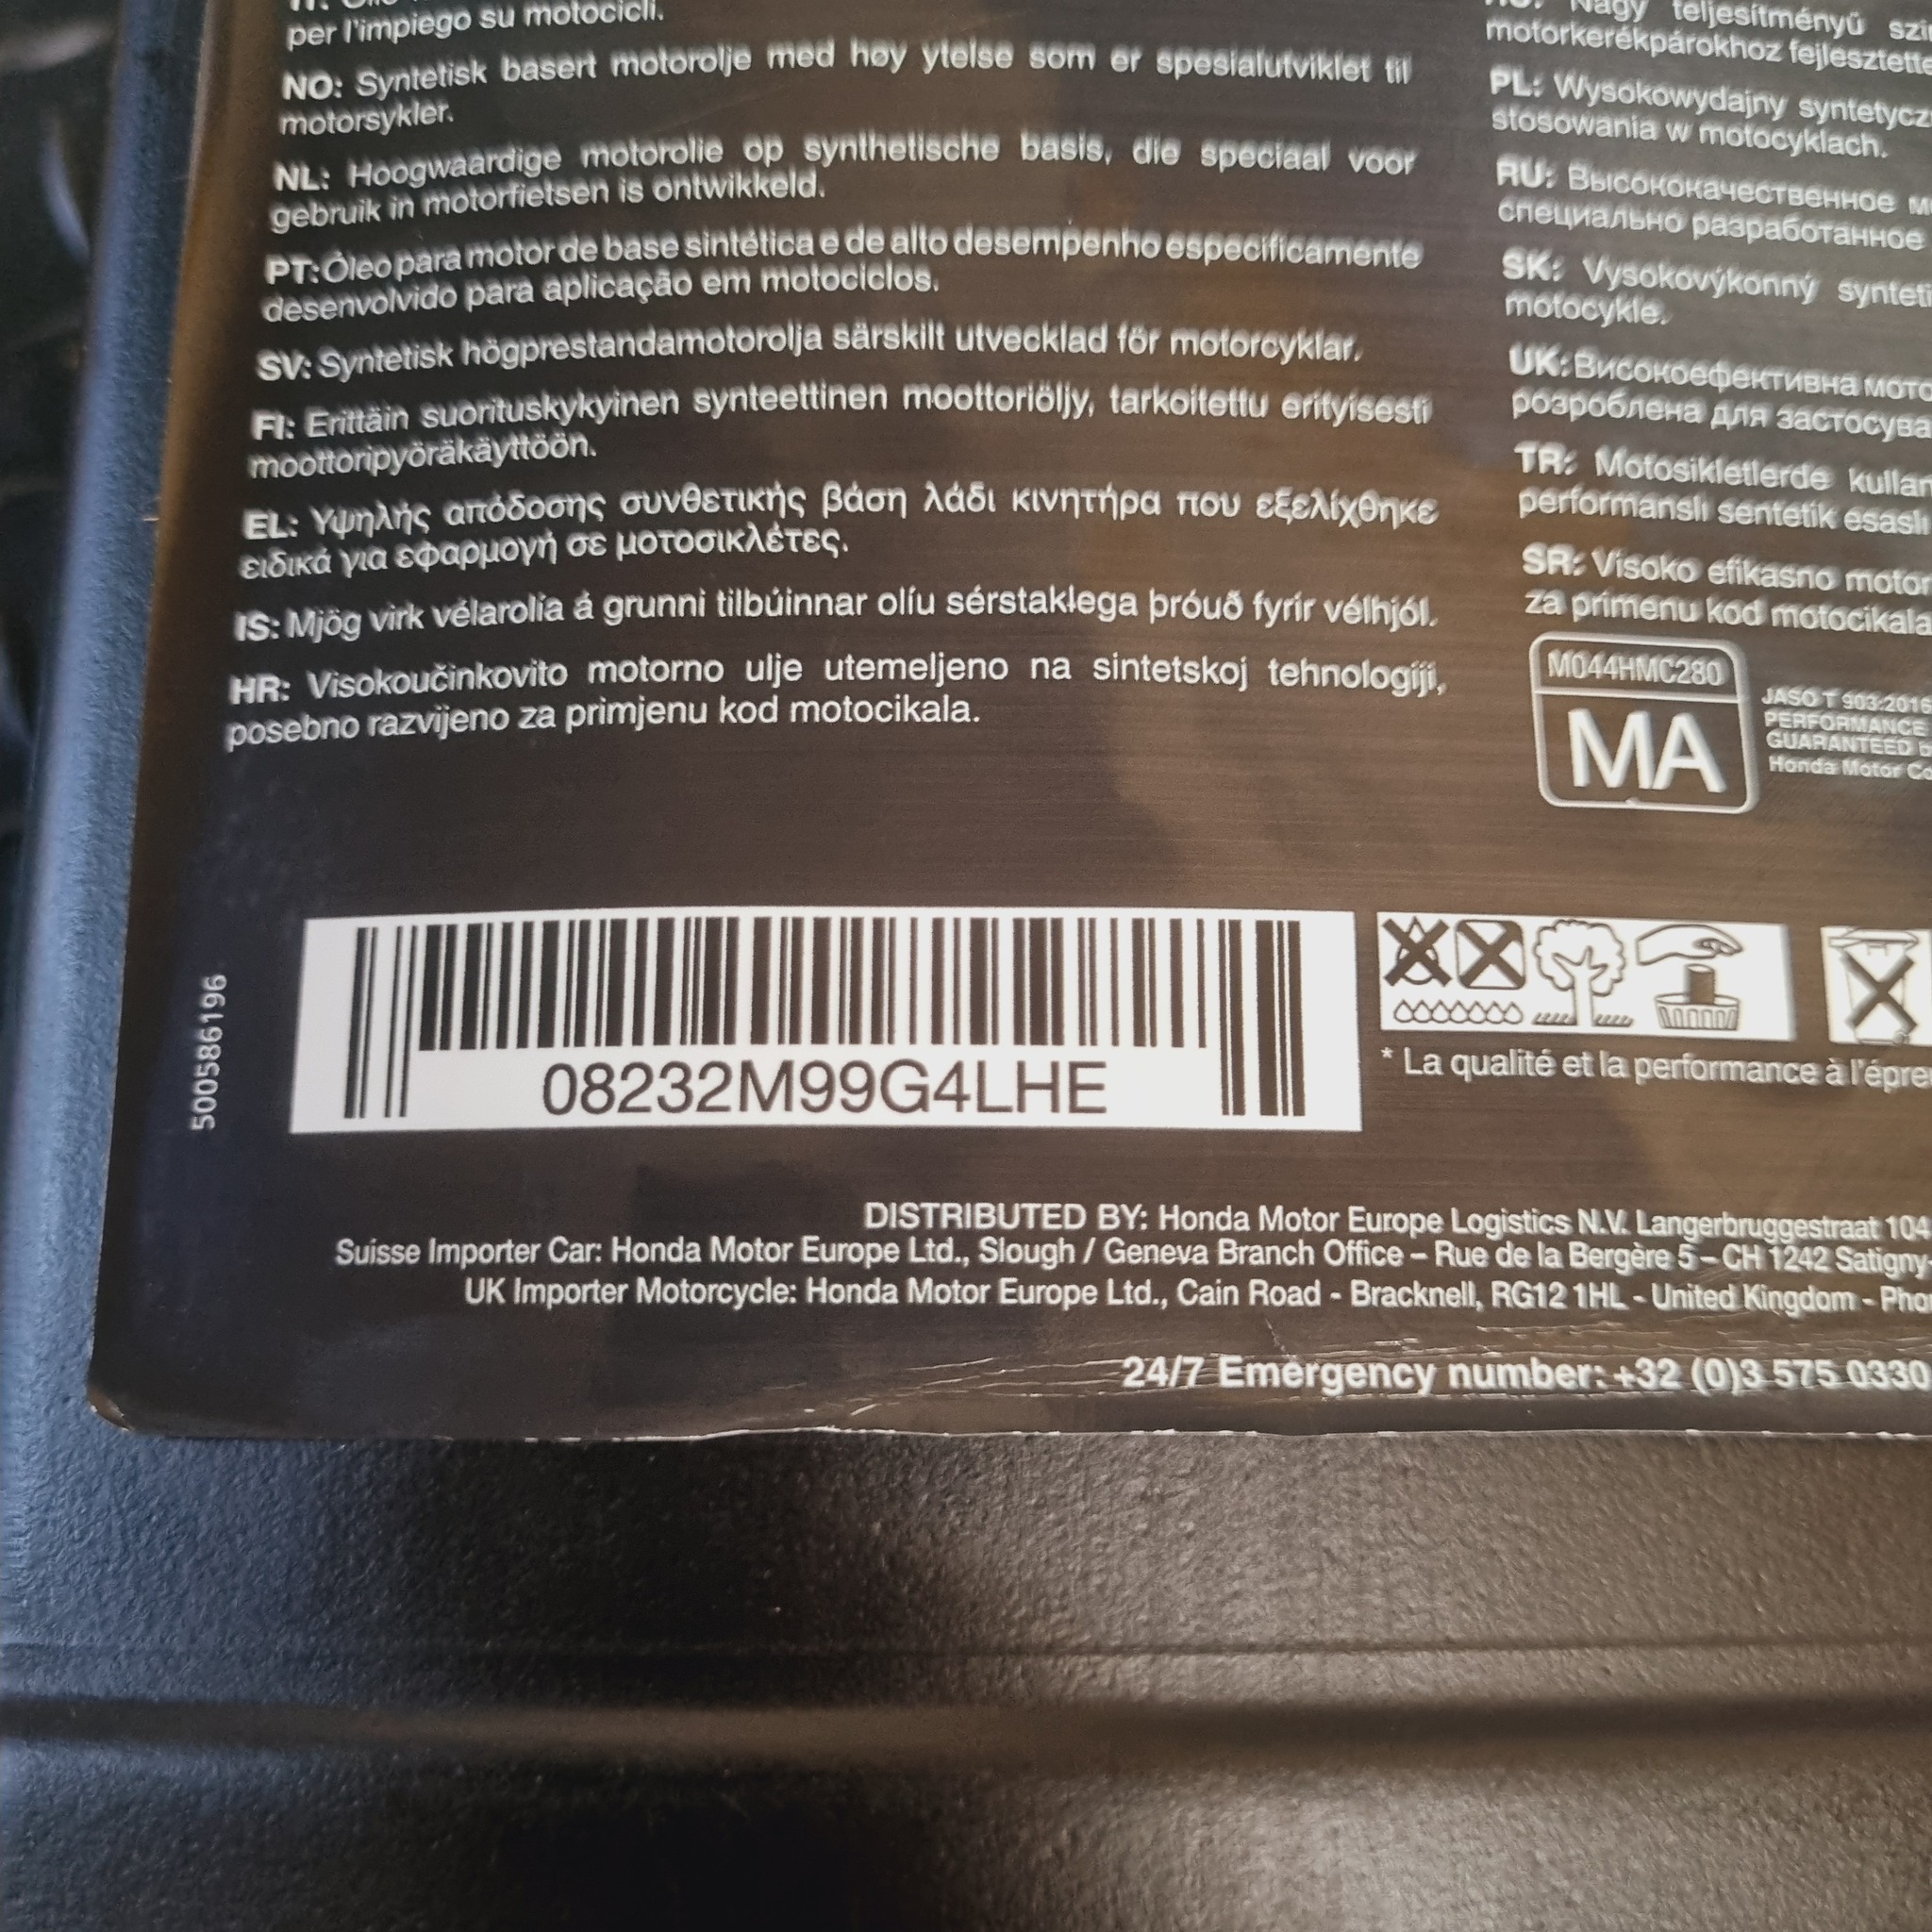 per l'impiego su motocicli.
NO: Syntetisk basert motorolje med høy ytelse som er spesialutviklet til
motorsykler.
NL: Hoogwaardige motorolie op synthetische basis, die speciaal voor
gebruik in motorfietsen is ontwikkeld.
PT: Óleo para motor de base sintética e de alto desempenho especificamente
desenvolvido para aplicação em motociclos.
SV: Syntetisk högprestandamotorolja särskilt utvecklad för motorcyklar.
FI: Erittäin suorituskykyinen synteettinen moottoriöljy, tarkoitettu erityisesti
moottoripyöräkäyttöön.
EL: Υψηλής απόδοσης συνθετικής βάση λάδι κινητήρα που εξελίχθηκε
ειδικά για εφαρμογή σε μοτοσικλέτες.
IS: Mjög virk vélarolía á grunni tilbúinnar olíu sérstaklega þróuð fyrir vélhjól.
HR: Visokoučinkovito motorno ulje utemeljeno na sintetskoj tehnologiji,
posebno razvijeno za primjenu kod motocikala.
Nagy teljesítményű
motorkerékpárokhoz
PL: Wysokowydajny
stosowania w motocyklach.
RU: Высококачественное
специально разработанное
SK: Vysokovýkonný
motocykle.
UK: Високоефективна
розроблена для
TR: Motosikletlerde
performanslı sentetik
SR: Visoko efikasno
za primenu kod motocikala
M044HMC280
MA
JASO T 903:2016
PERFORMANCE
GUARANTEED
Honda Motor
500586196
08232M99G4LHE
* La qualité et la performance à
DISTRIBUTED BY: Honda Motor Europe Logistics N.V. Langerbruggestraat 104
Suisse Importer Car: Honda Motor Europe Ltd., Slough / Geneva Branch Office – Rue de la Bergère 5 – CH 1242 Satigny
UK Importer Motorcycle: Honda Motor Europe Ltd., Cain Road - Bracknell, RG12 1HL - United Kingdom -
24/7 Emergency number: +32 (0)3 575 0330